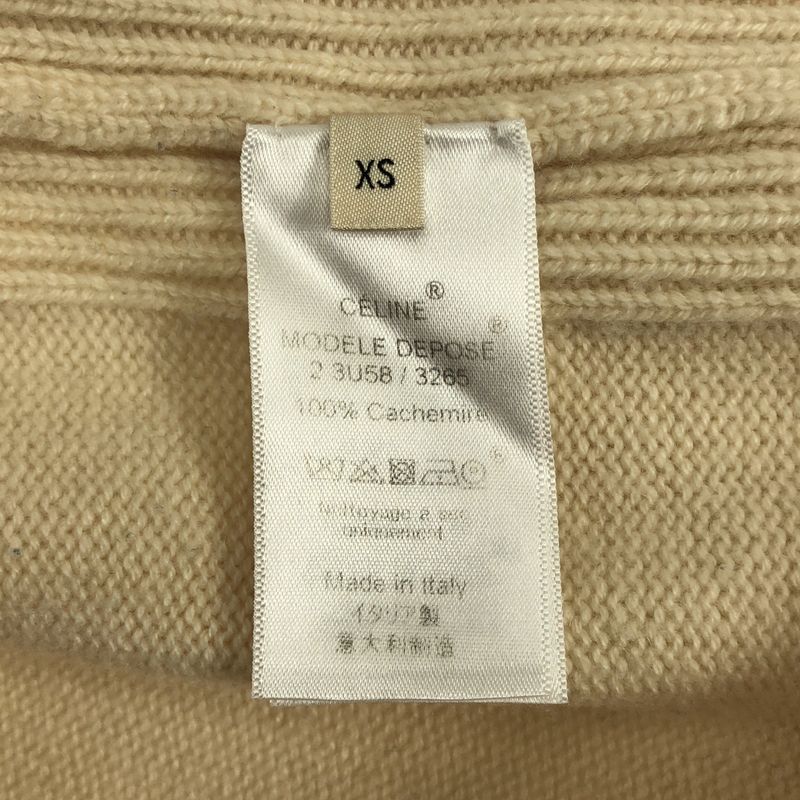 XS
CELINE®
MODELE DEPOSE®
2 3U58 / 3265
100% Cachemire
Nettoyage a sec
uniquement
Made in Italy
イタリア製
意大利制造